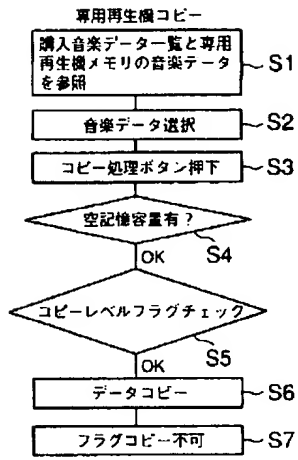 専用再生機コピー
購入音楽データ一覧と専用
再生機メモリの音楽データ
を参照
S1
音楽データ選択
S2
コピー処理ボタン押下
S3
空記憶容量有?
S4
OK
コピーレベルフラグチェック
S5
OK
データコピー
S6
フラグコピー不可
S7